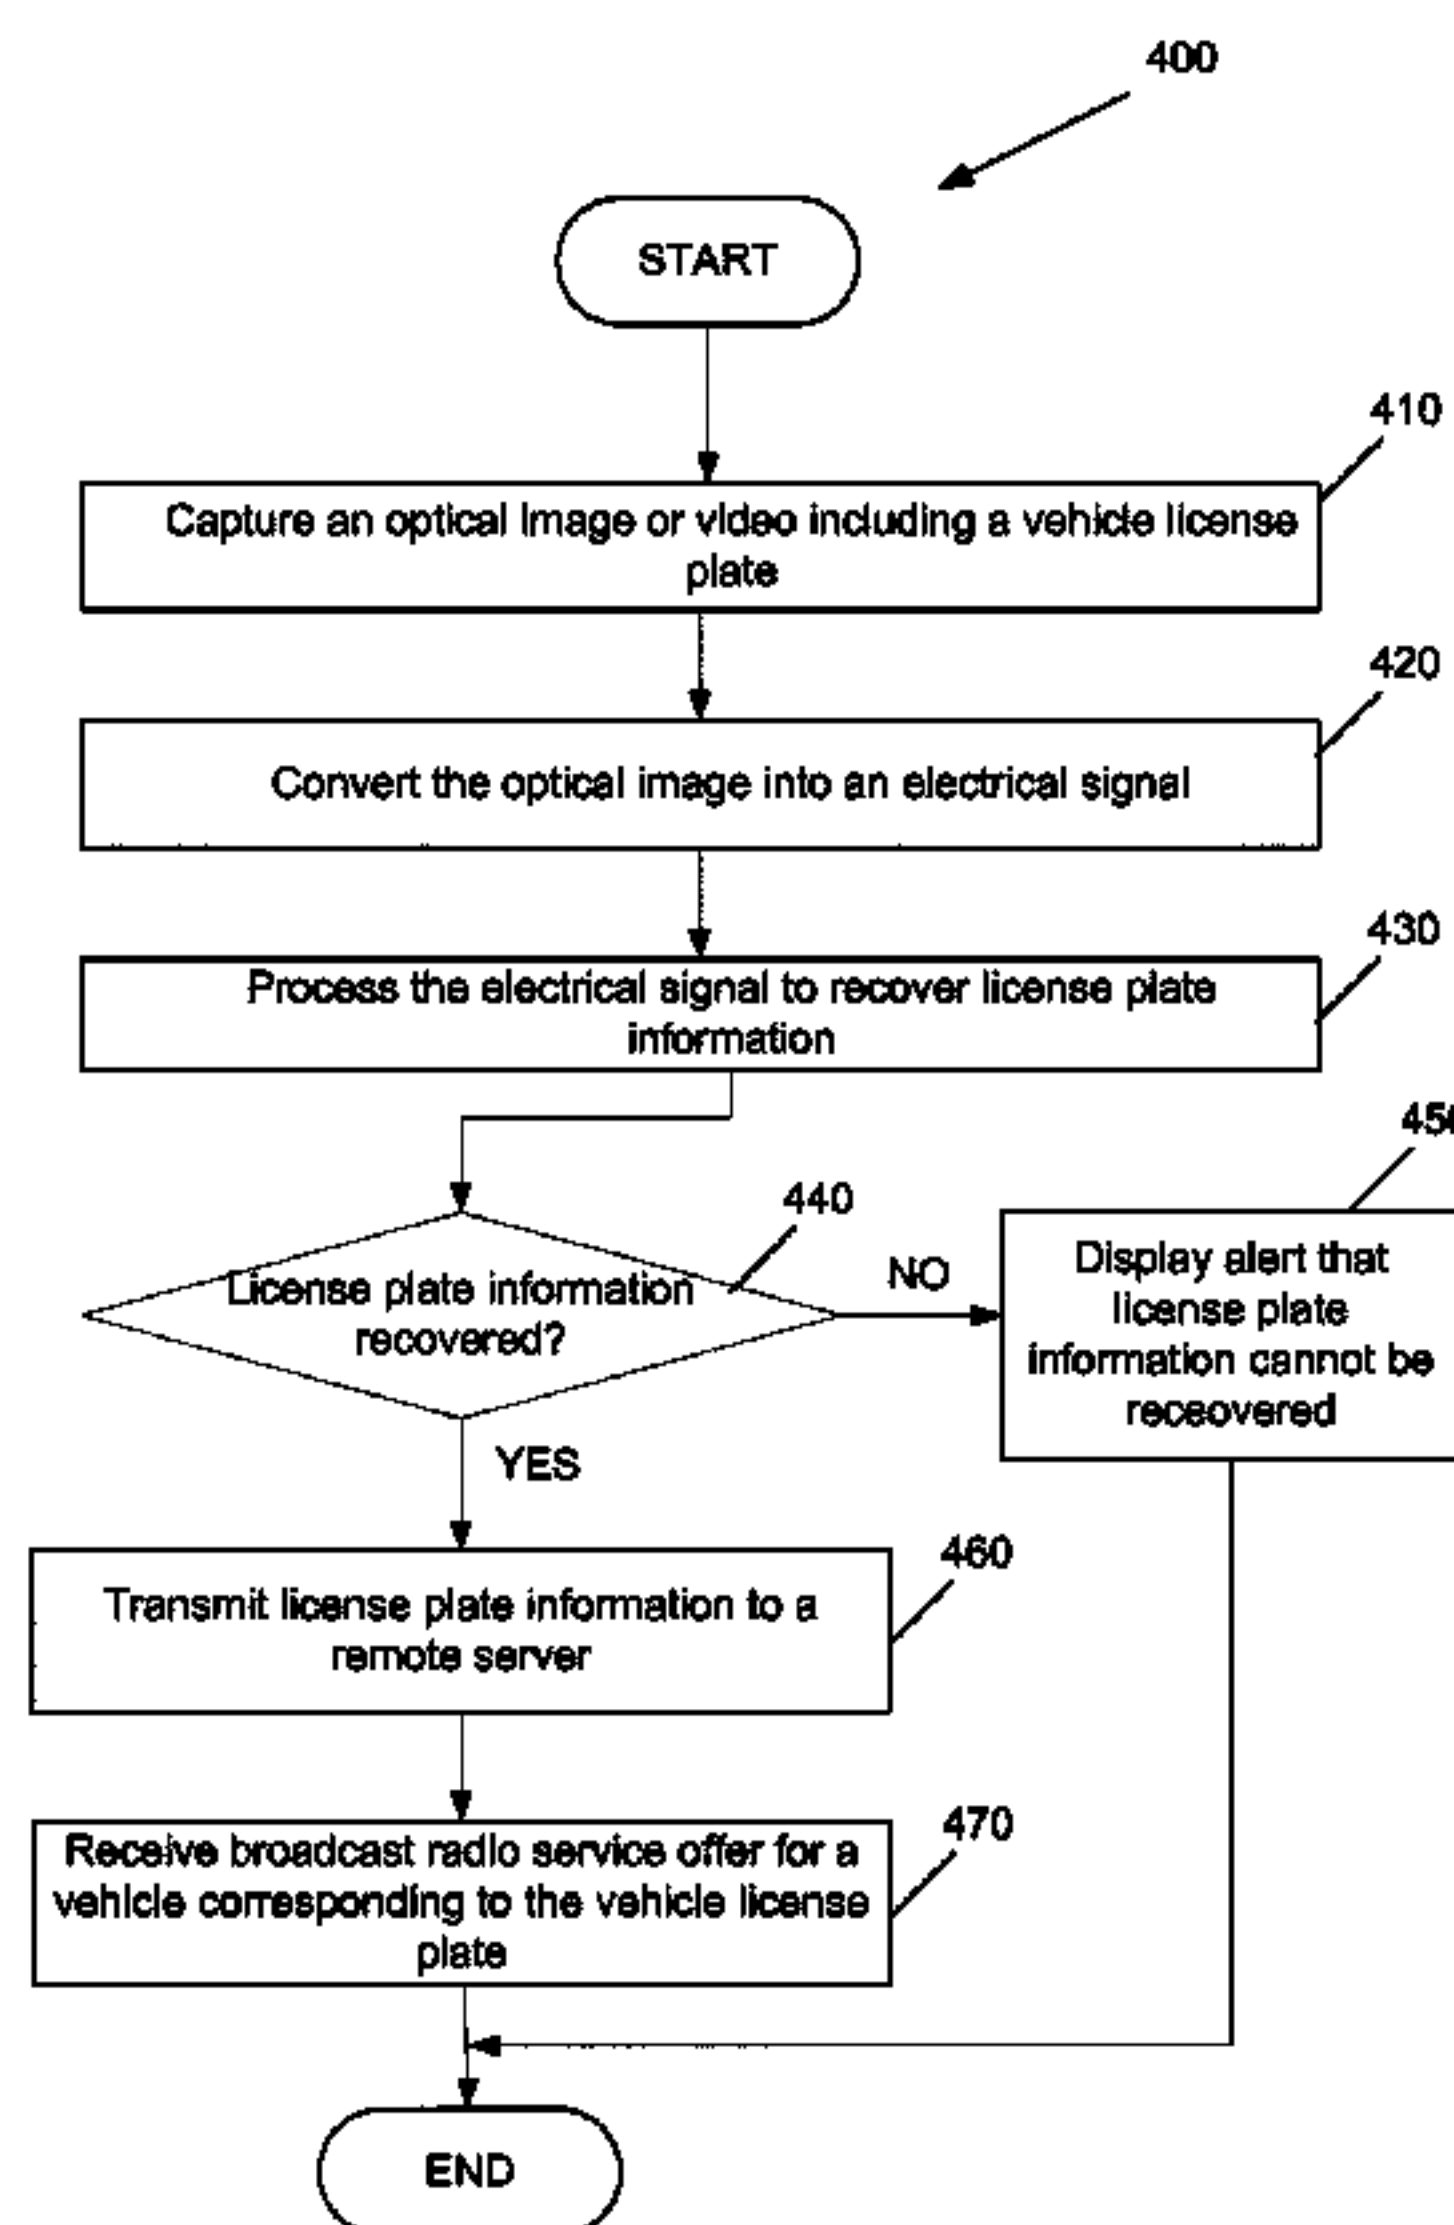 400
START
410
Capture an optical image or video including a vehicle license
plate
420
Convert the optical image into an electrical signal
430
Process the electrical signal to recover license plate
information
440
License plate information
recovered?
NO
Display alert that
license plate
information cannot be
receovered
YES
460
Transmit license plate information to a
remote server
470
Receive broadcast radio service offer for a
vehicle corresponding to the vehicle license
plate
END